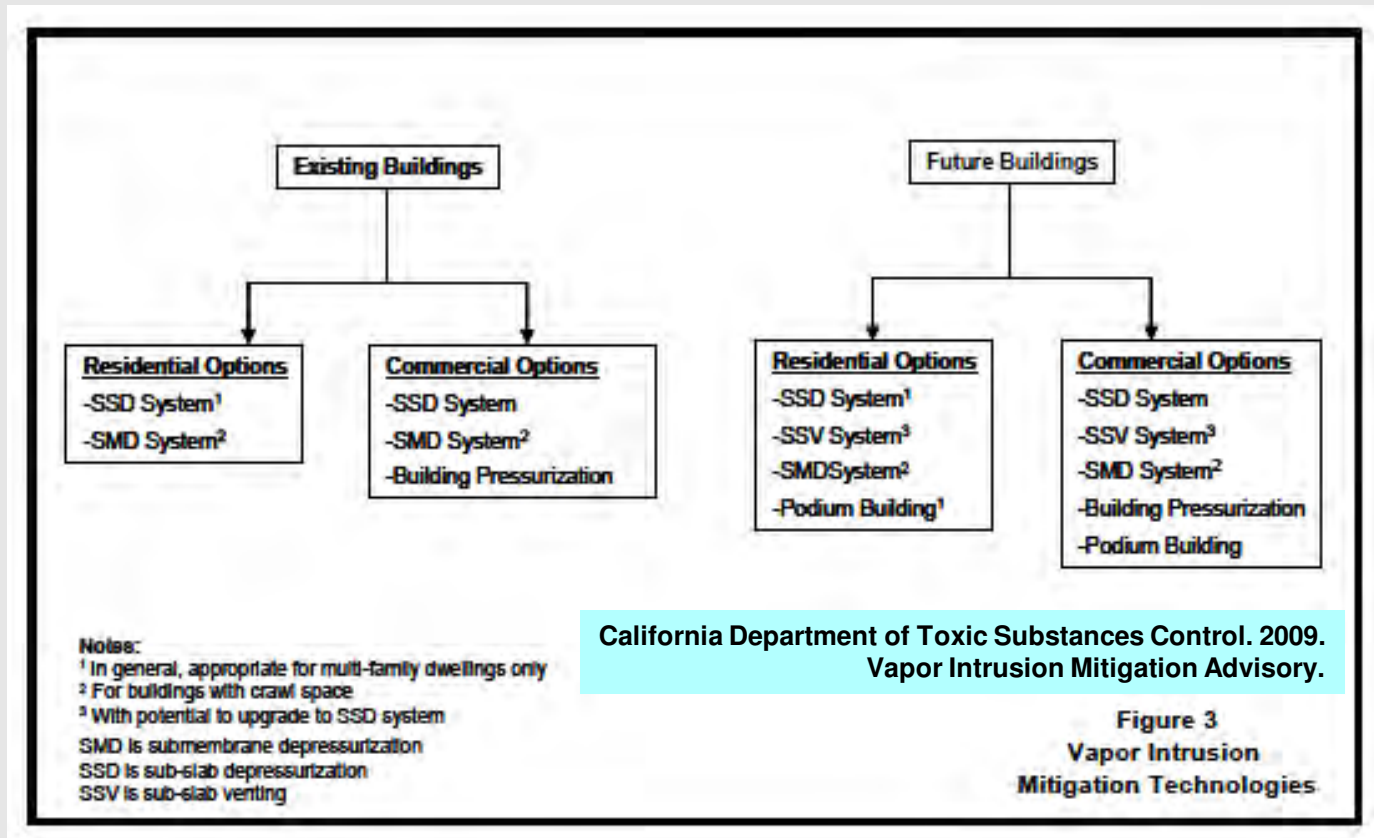 Existing Buildings
Residential Options
-SSD System¹
-SMD System²
Commercial Options
-SSD System
-SMD System²
-Building Pressurization
Future Buildings
Residential Options
-SSD System¹
-SSV System³
-SMDSystem²
-Podium Building¹
Commercial Options
-SSD System
-SSV System³
-SMD System²
-Building Pressurization
-Podium Building
California Department of Toxic Substances Control. 2009.
Vapor Intrusion Mitigation Advisory.
Notes:
¹ In general, appropriate for multi-family dwellings only
² For buildings with crawl space
³ With potential to upgrade to SSD system
SMD is submembrane depressurization
SSD is sub-slab depressurization
SSV is sub-slab venting
Figure 3
Vapor Intrusion
Mitigation Technologies